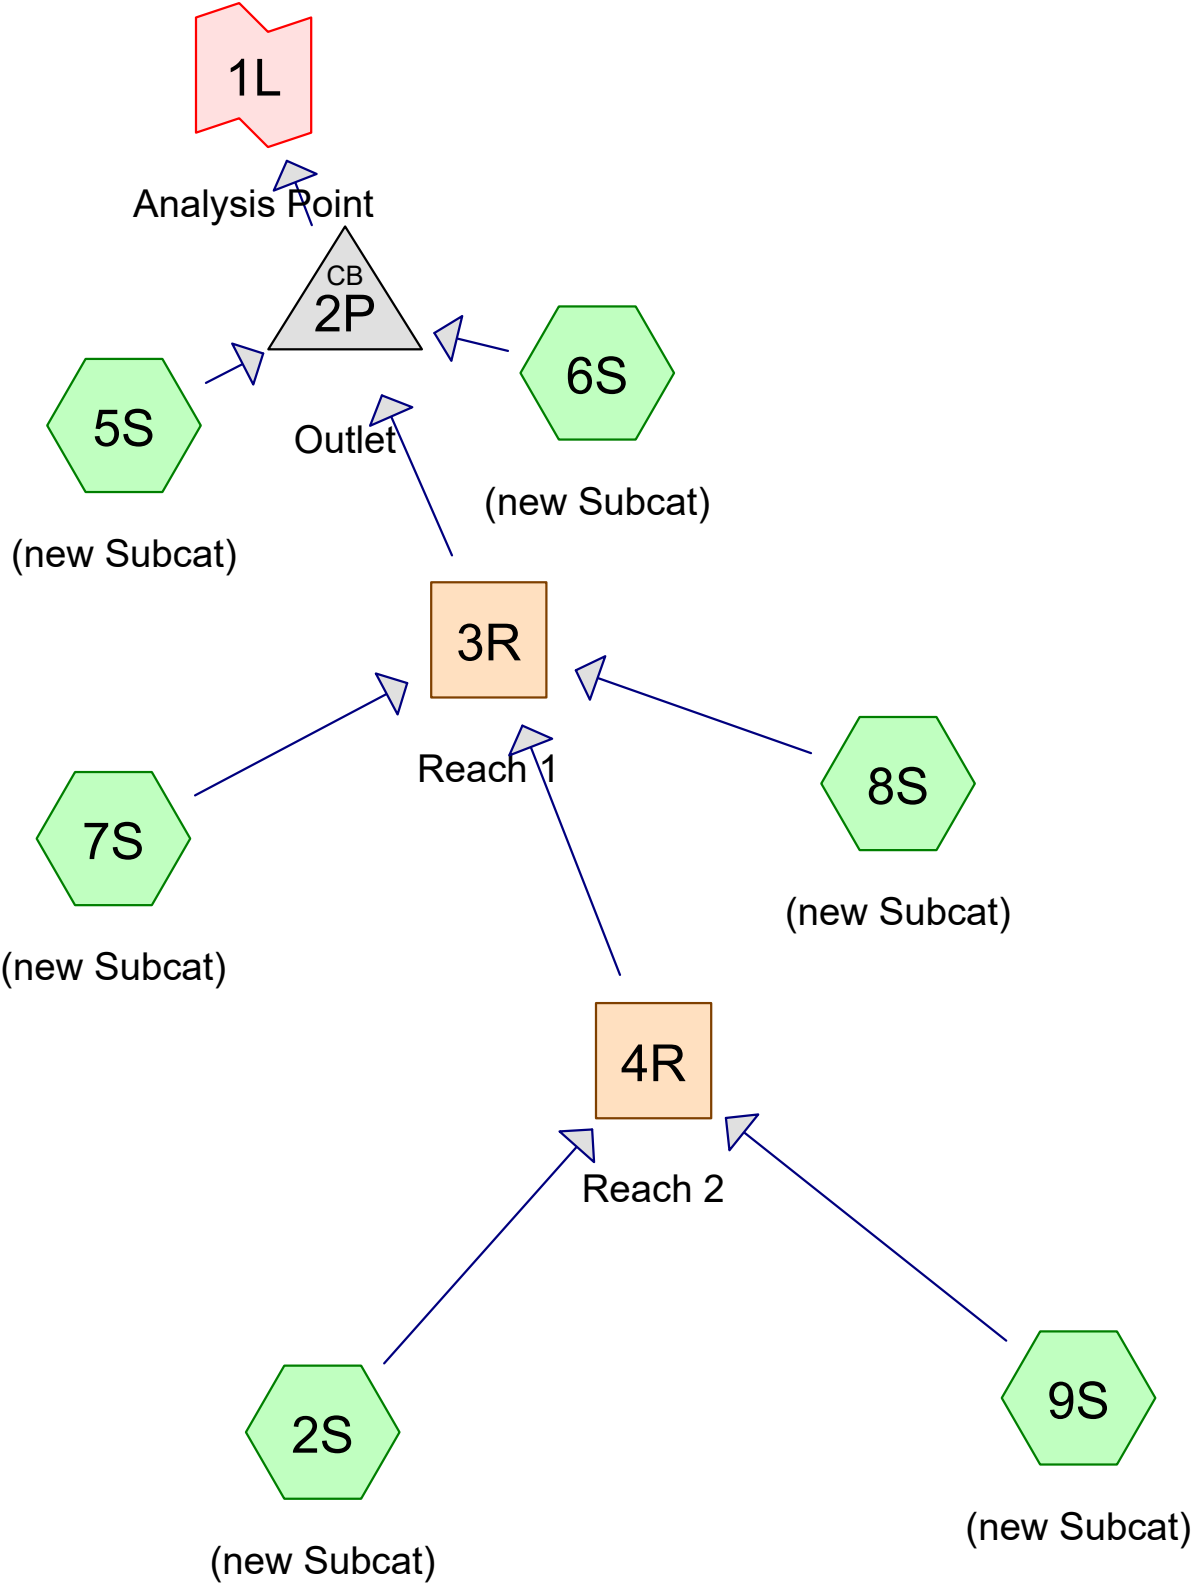 1L
Analysis Point
CB
2P
Outlet
5S
(new Subcat)
6S
(new Subcat)
3R
Reach 1
7S
(new Subcat)
8S
(new Subcat)
4R
Reach 2
2S
(new Subcat)
9S
(new Subcat)